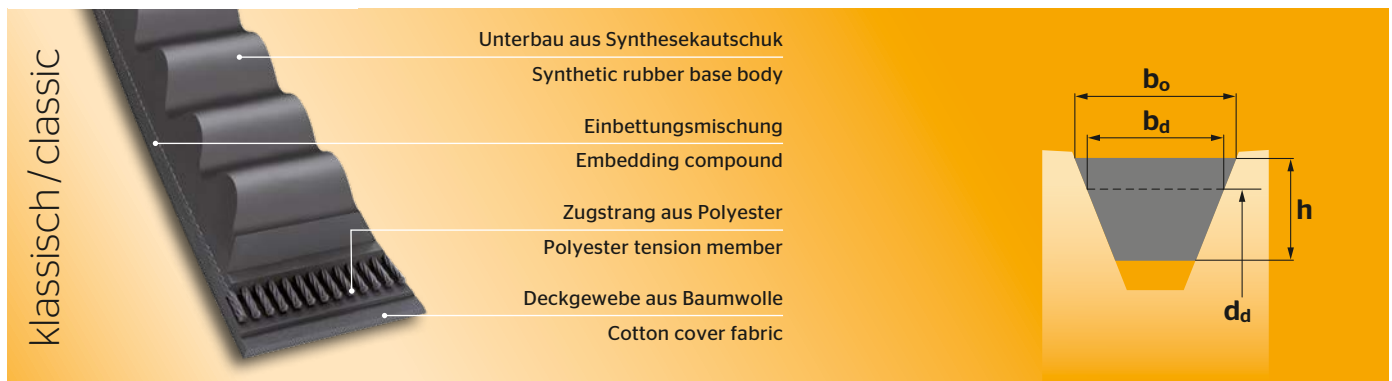 klassisch / classic
Unterbau aus Synthesekautschuk
Synthetic rubber base body
Einbettungsmischung
Embedding compound
Zugstrang aus Polyester
Polyester tension member
Deckgewebe aus Baumwolle
Cotton cover fabric
bo
bd
h
dd